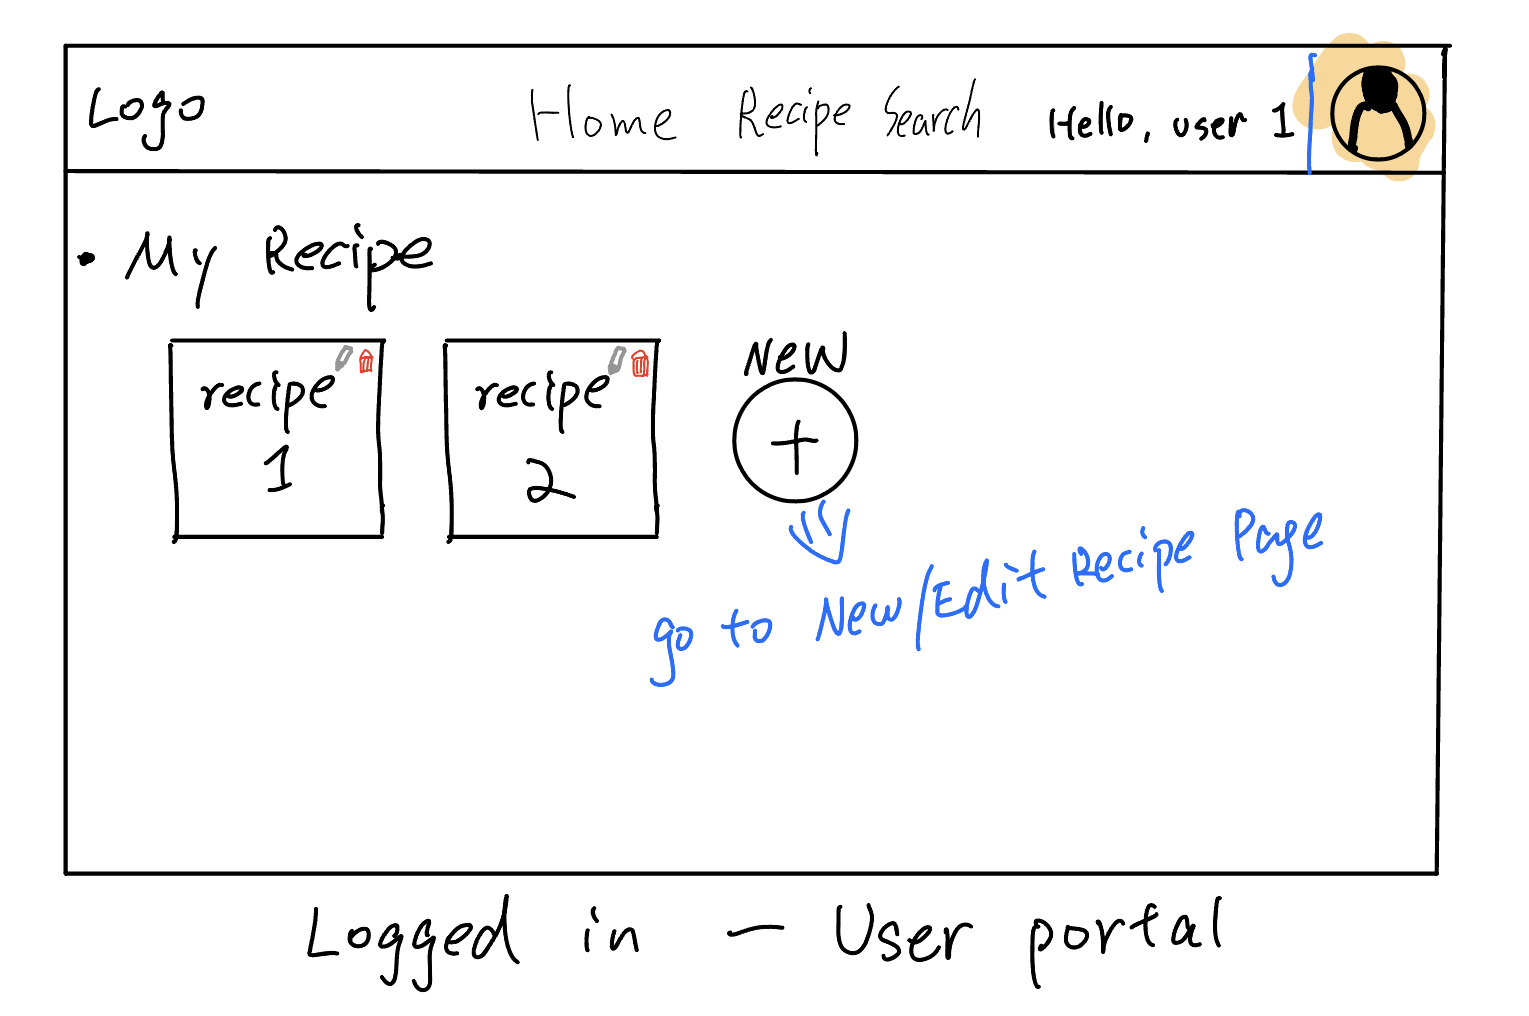 Logo Home Recipe Search Hello, user 1
• My Recipe
recipe
1
recipe
2
NEW
+
go to New/Edit Recipe Page
Logged in — User portal